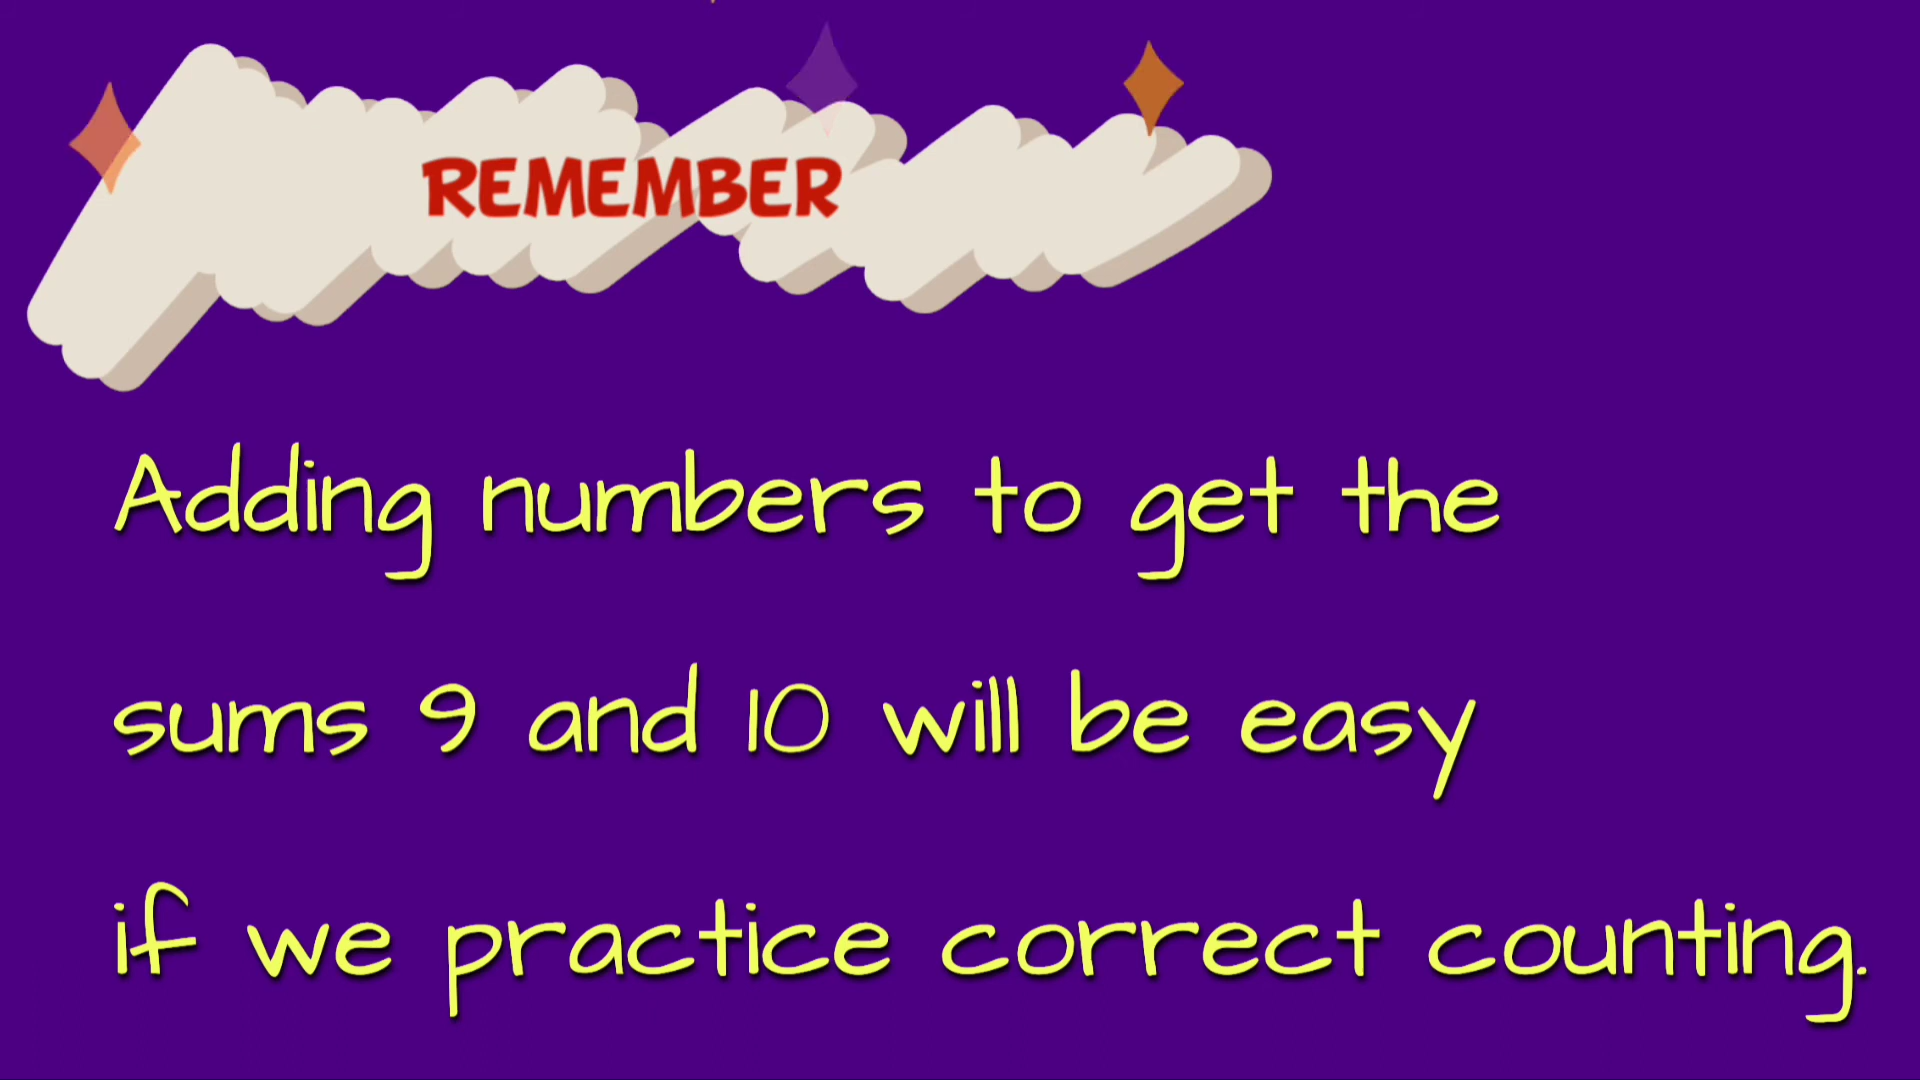 REMEMBER
Adding numbers to get the
sums 9 and 10 will be easy
if we practice correct counting.